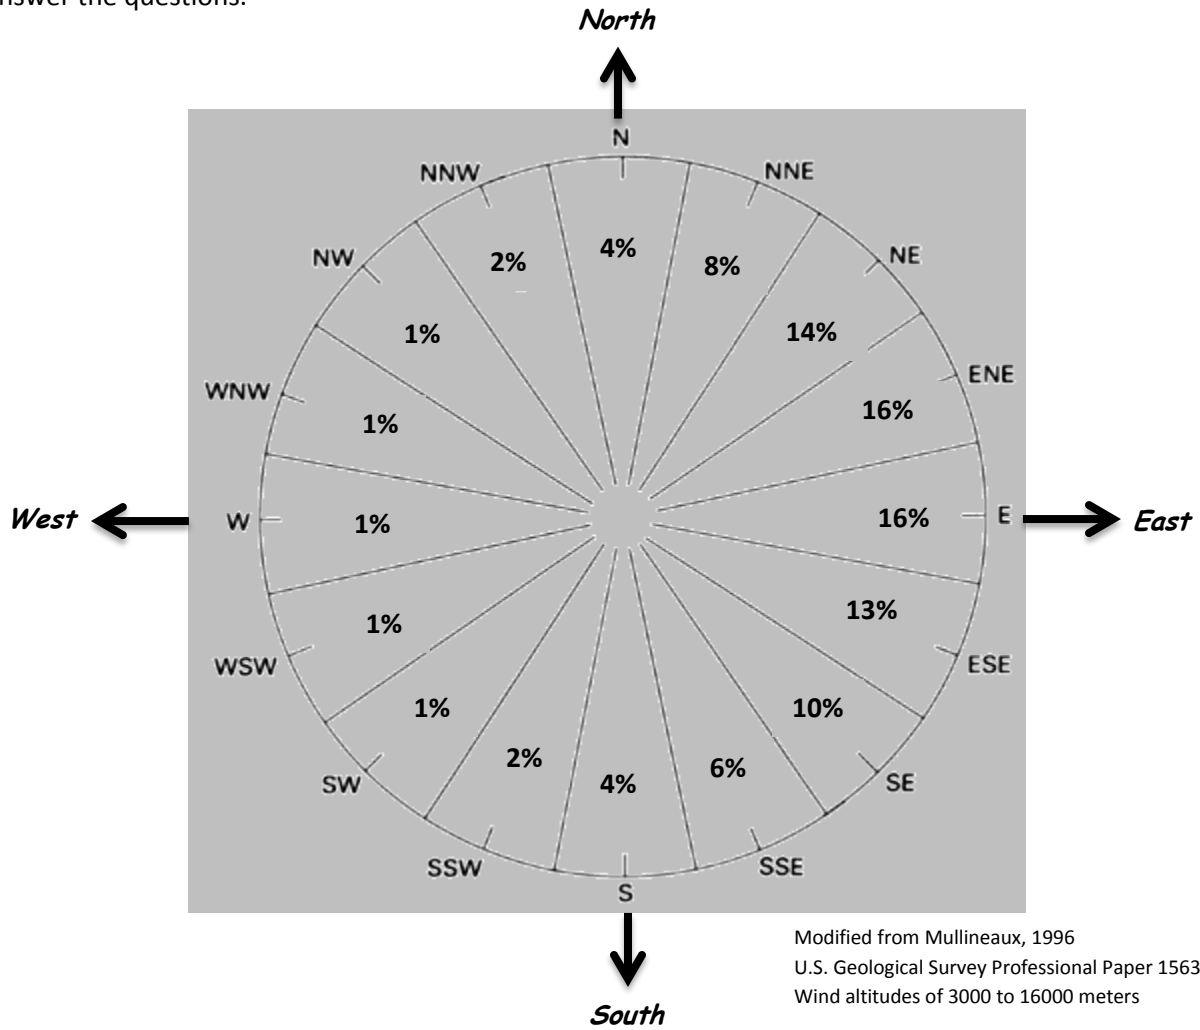 nswer the questions.
North
N
NNW
NNE
4%
2%
8%
NW
NE
1%
14%
WNW
ENE
1%
16%
West
W
1%
16%
E
East
1%
13%
WSW
ESE
1%
10%
2%
4%
6%
SW
SE
SSW
SSE
S
South
Modified from Mullineaux, 1996
U.S. Geological Survey Professional Paper 1563
Wind altitudes of 3000 to 16000 meters